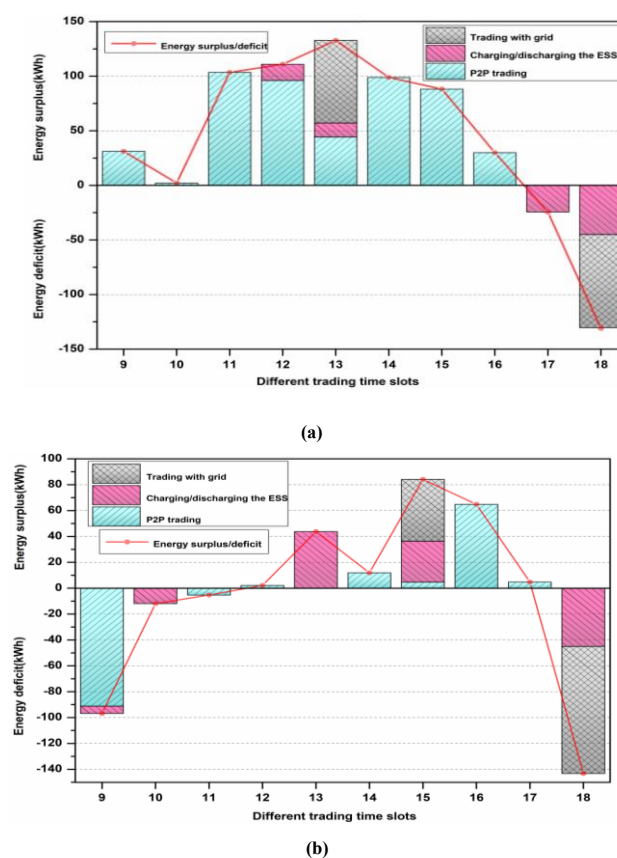 150
100
50
0
-50
-100
-150
Energy surplus(kWh)
Energy deficit(kWh)
Energy surplus/deficit
Trading with grid
Charging/discharging the ESS
P2P trading
9 10 11 12 13 14 15 16 17 18
Different trading time slots
(a)
100
80
60
40
20
0
-20
-40
-60
-80
-100
-120
-140
Energy surplus(kWh)
Energy deficit(kWh)
Trading with grid
Charging/discharging the ESS
P2P trading
Energy surplus/deficit
9 10 11 12 13 14 15 16 17 18
Different trading time slots
(b)